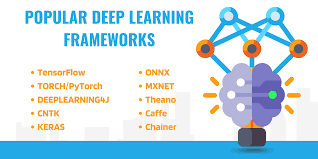 POPULAR DEEP LEARNING
FRAMEWORKS
• TensorFlow
• TORCH/PyTorch
• DEEPLEARNING4J
• CNTK
• KERAS
• ONNX
• MXNET
• Theano
• Caffe
• Chainer